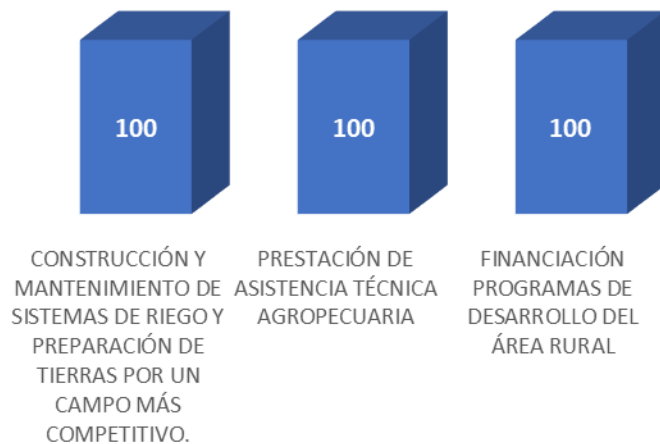 100
100
100
CONSTRUCCIÓN Y
MANTENIMIENTO DE
SISTEMAS DE RIEGO Y
PREPARACIÓN DE
TIERRAS POR UN
CAMPO MÁS
COMPETITIVO.
PRESTACIÓN DE
ASISTENCIA TÉCNICA
AGROPECUARIA
FINANCIACIÓN
PROGRAMAS DE
DESARROLLO DEL
ÁREA RURAL